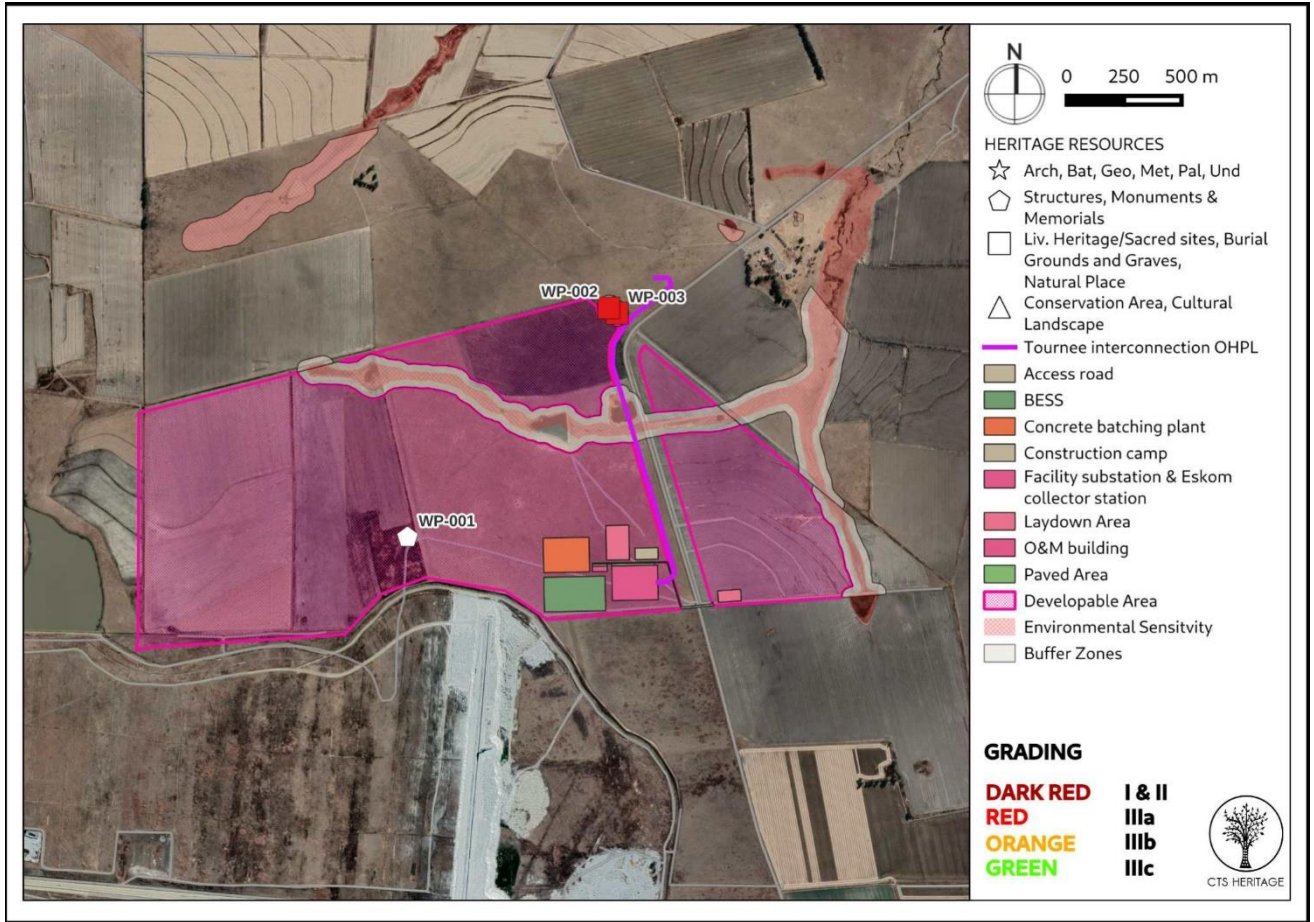 WP-002
WP-003
WP-001
N
0 250 500 m
HERITAGE RESOURCES
Arch, Bat, Geo, Met, Pal, Und
Structures, Monuments &
Memorials
Liv. Heritage/Sacred sites, Burial
Grounds and Graves,
Natural Place
Conservation Area, Cultural
Landscape
Tournee interconnection OHPL
Access road
BESS
Concrete batching plant
Construction camp
Facility substation & Eskom
collector station
Laydown Area
O&M building
Paved Area
Developable Area
Environmental Sensitvity
Buffer Zones
GRADING
DARK RED I & II
RED IIIa
ORANGE IIIb
GREEN IIIc
CTS HERITAGE